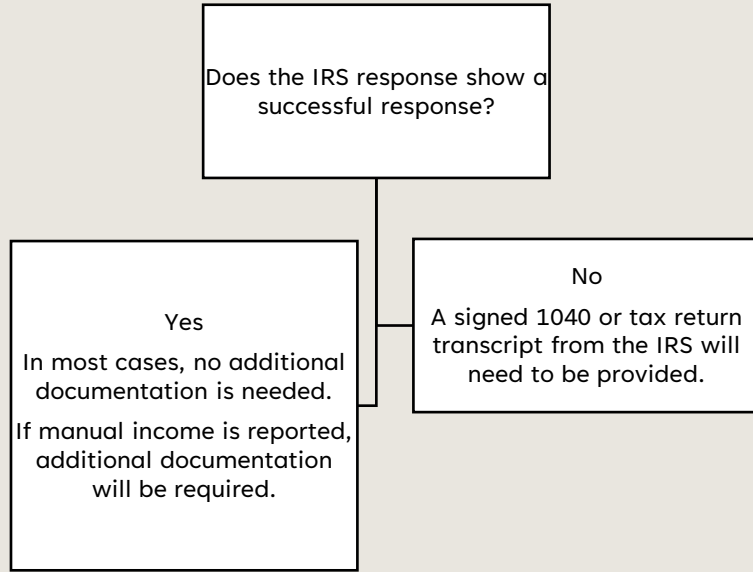 Does the IRS response show a
successful response?
Yes
In most cases, no additional
documentation is needed.
If manual income is reported,
additional documentation
will be required.
No
A signed 1040 or tax return
transcript from the IRS will
need to be provided.